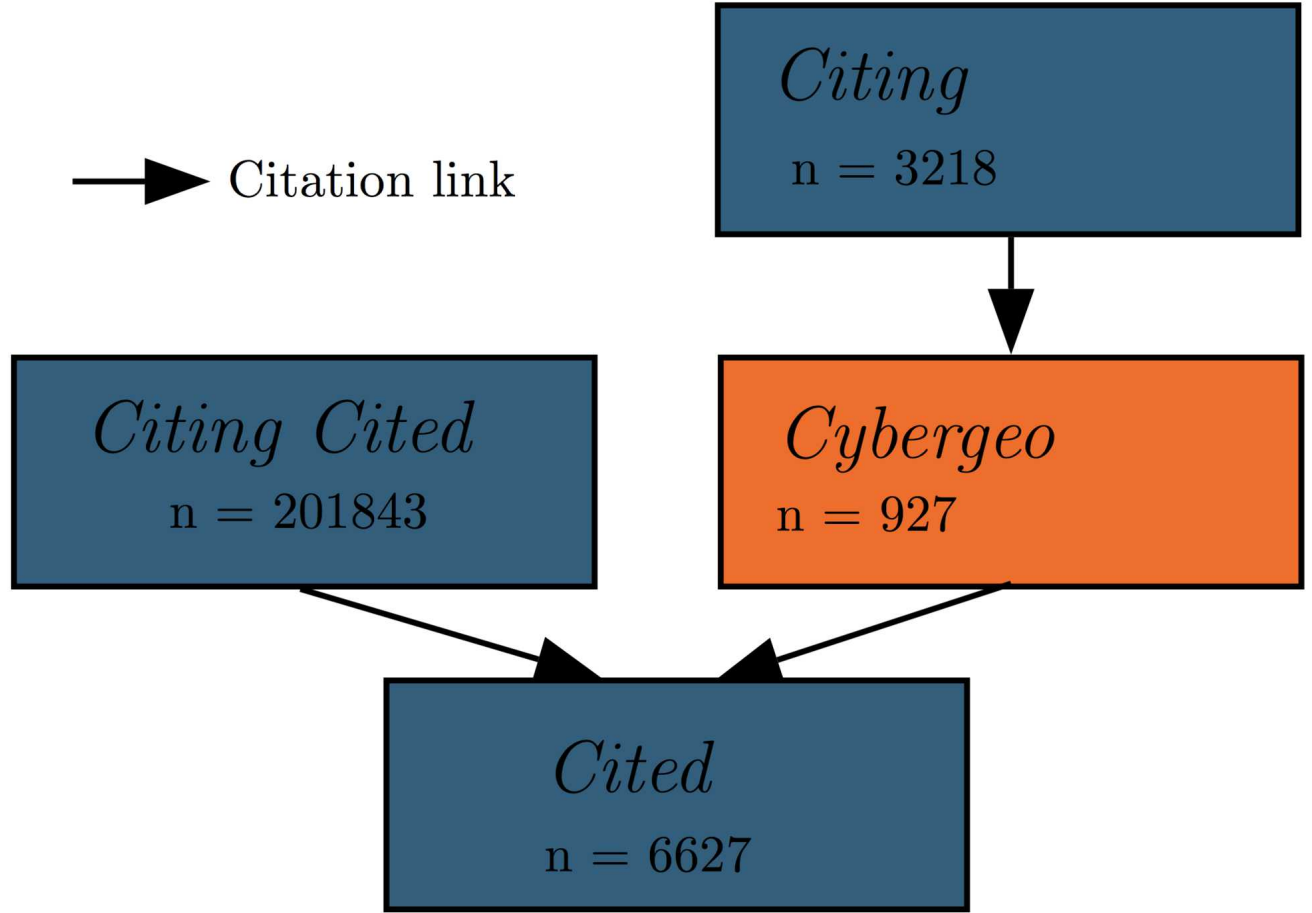 Citing
n = 3218
Citation link
Citing Cited
n = 201843
Cybergeo
n = 927
Cited
n = 6627